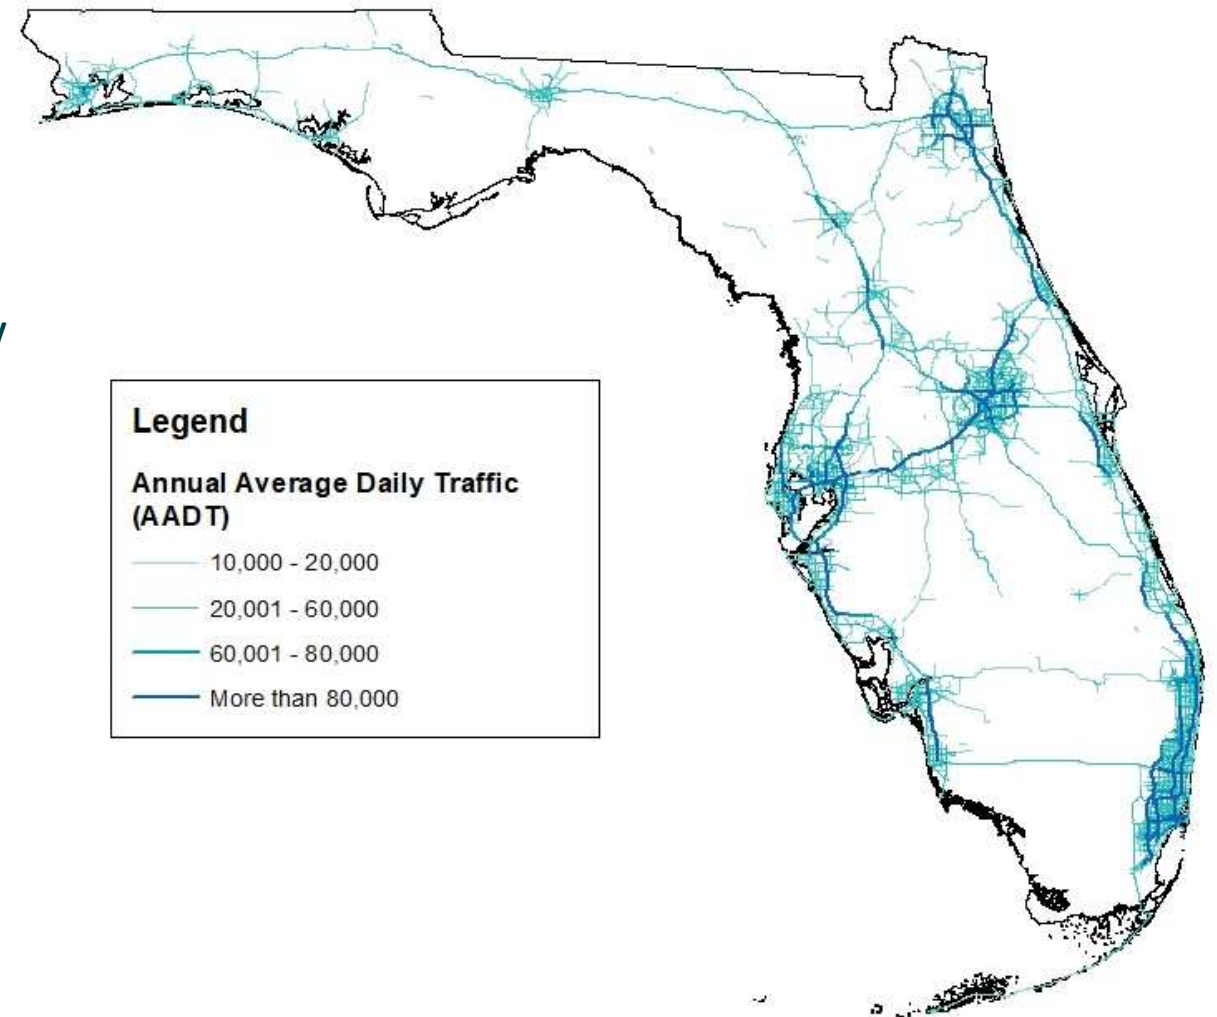 y
Legend
Annual Average Daily Traffic
(AADT)
10,000 - 20,000
20,001 - 60,000
60,001 - 80,000
More than 80,000